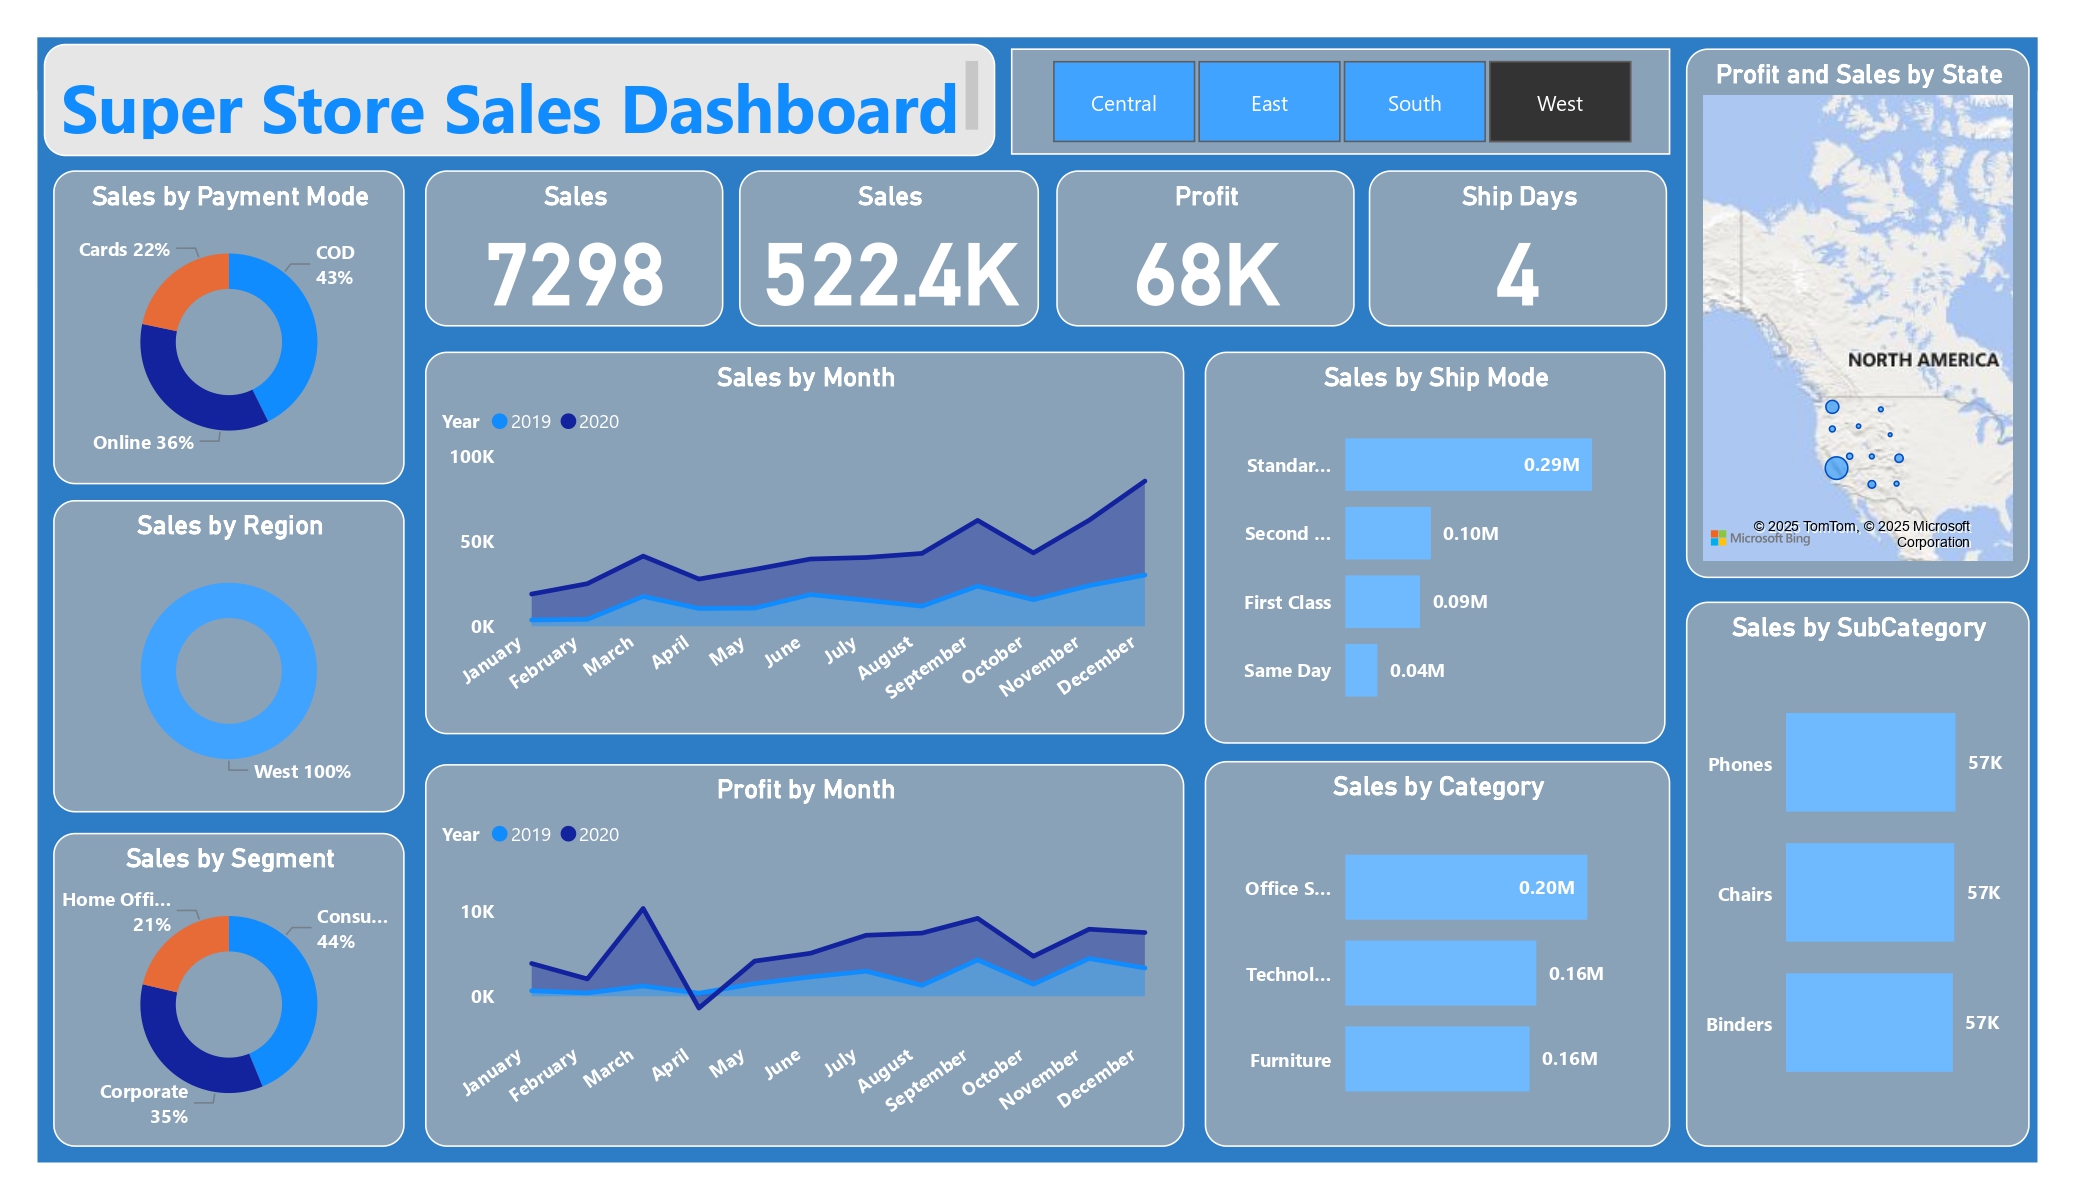 Super Store Sales Dashboard
Central
East
South
West
Sales by Payment Mode
Cards 22%
COD
43%
Online 36%
Sales
7298
Sales
522.4K
Profit
68K
Ship Days
4
Profit and Sales by State
NORTH AMERICA
© 2025 TomTom, © 2025 Microsoft
Corporation
Microsoft Bing
Sales by Region
West 100%
Sales by Month
Year 2019 2020
100K
50K
0K
January
February
March
April
May
June
July
August
September
October
November
December
Sales by Ship Mode
Standar... 0.29M
Second ... 0.10M
First Class 0.09M
Same Day 0.04M
Sales by SubCategory
Phones 57K
Chairs 57K
Binders 57K
Sales by Segment
Home Offi...
21%
Consu...
44%
Corporate
35%
Profit by Month
Year 2019 2020
10K
0K
January
February
March
April
May
June
July
August
September
October
November
December
Sales by Category
Office S... 0.20M
Technol... 0.16M
Furniture 0.16M